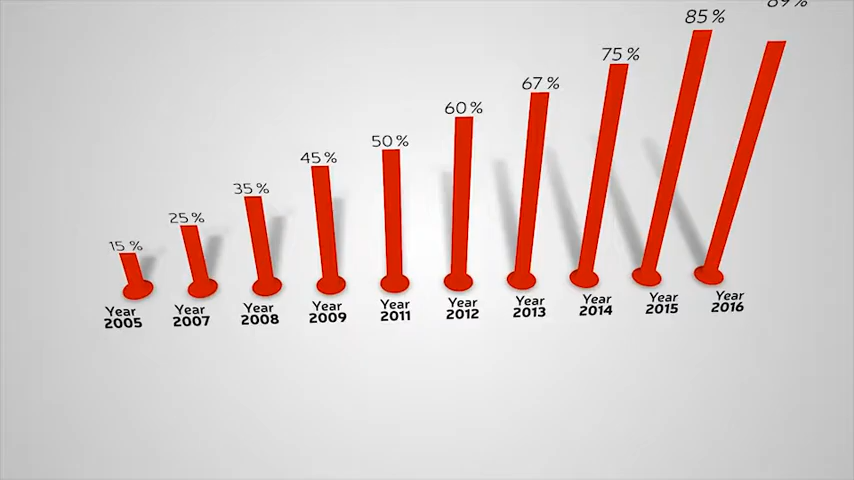 89 %
85 %
75 %
67 %
60 %
50 %
45 %
35 %
25 %
15 %
Year
2005
Year
2007
Year
2008
Year
2009
Year
2011
Year
2012
Year
2013
Year
2014
Year
2015
Year
2016